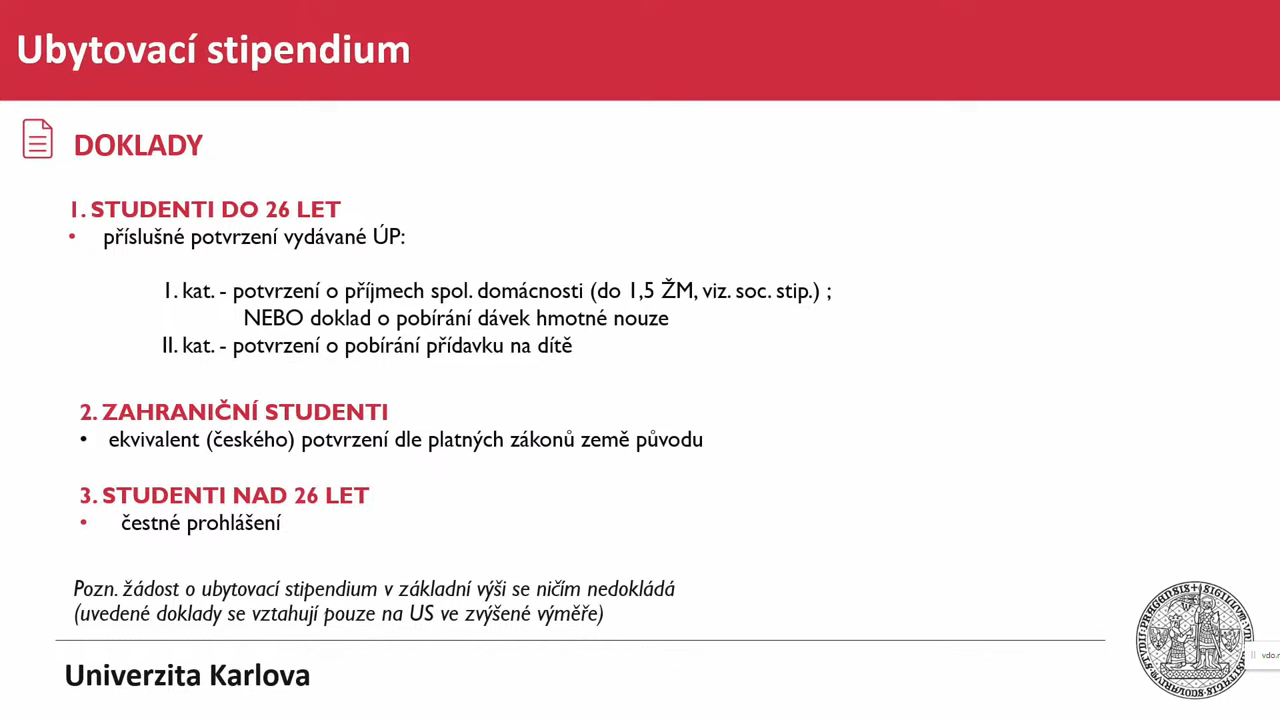 Ubytovací stipendium
DOKLADY
1. STUDENTI DO 26 LET
• příslušné potvrzení vydávané ÚP:
I. kat. - potvrzení o příjmech spol. domácnosti (do 1,5 ŽM, viz. soc. stip.) ;
NEBO doklad o pobírání dávek hmotné nouze
II. kat. - potvrzení o pobírání přídavku na dítě
2. ZAHRANIČNÍ STUDENTI
• ekvivalent (českého) potvrzení dle platných zákonů země původu
3. STUDENTI NAD 26 LET
• čestné prohlášení
Pozn. žádost o ubytovací stipendium v základní výši se ničím nedokládá
(uvedené doklady se vztahují pouze na US ve zvýšené výměře)
Univerzita Karlova